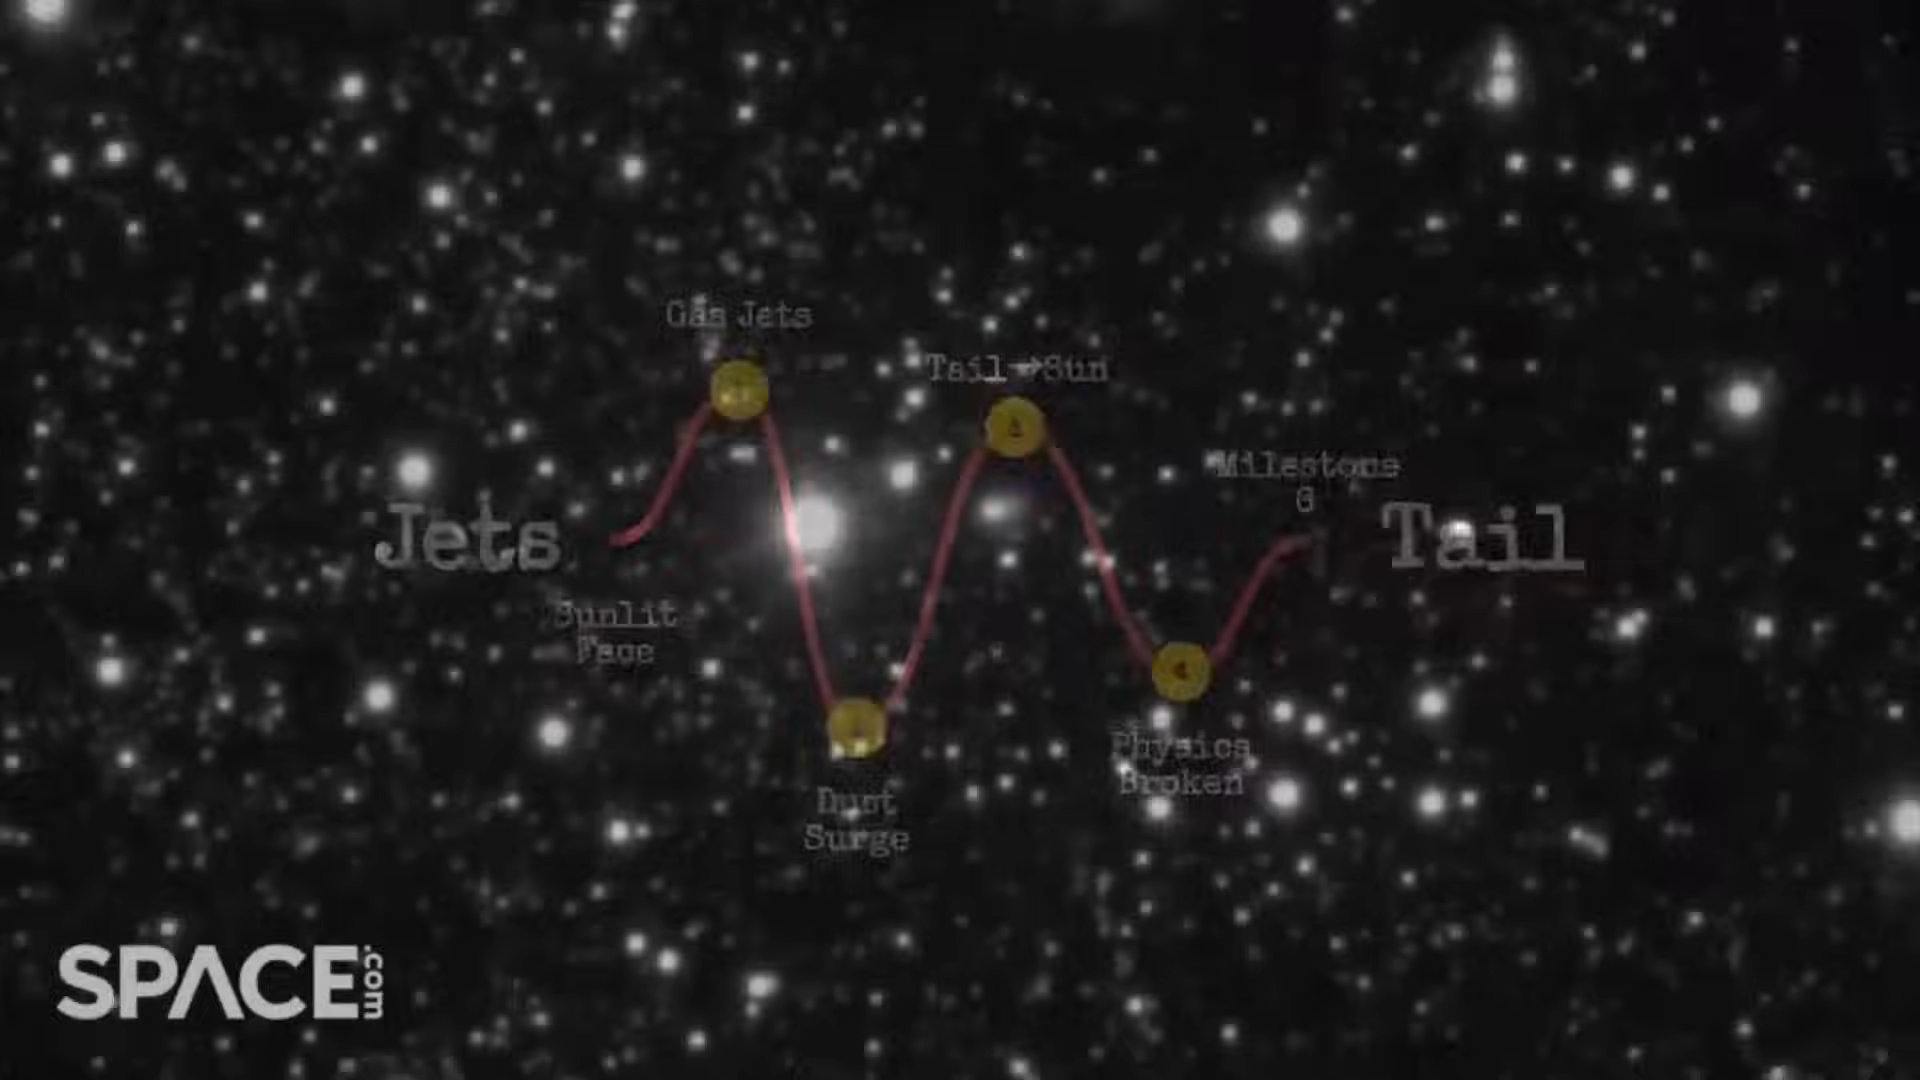 Gas Jets
Tail→Sun
Milestone
6
Jets
Tail
Sunlit
Face
Physics
Broken
Dust
Surge
SPACE.com